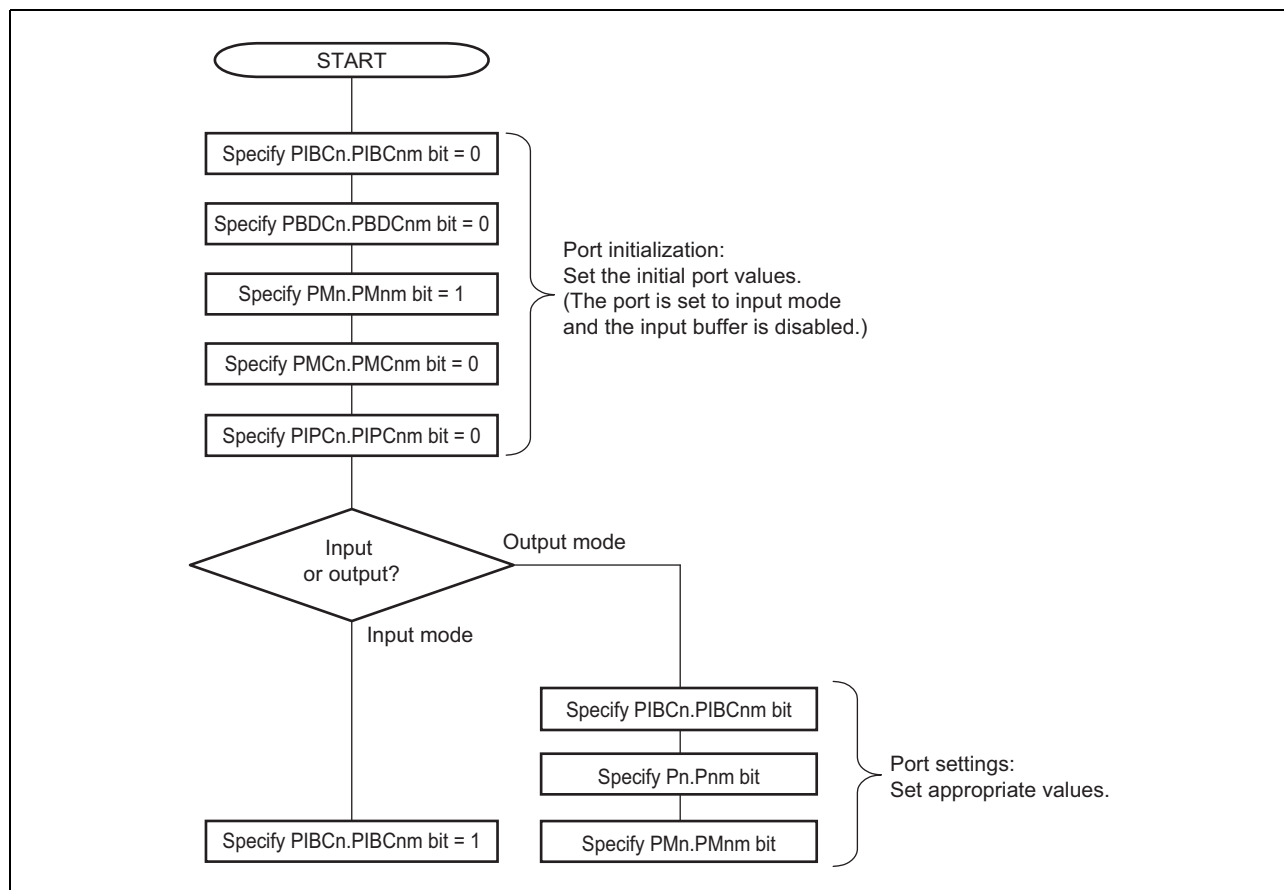 START
Specify PIBCn.PIBCnm bit = 0
Specify PBDCn.PBDCnm bit = 0
Specify PMn.PMnm bit = 1
Specify PMCn.PMCnm bit = 0
Specify PIPCn.PIPCnm bit = 0
Port initialization:
Set the initial port values.
(The port is set to input mode
and the input buffer is disabled.)
Input
or output?
Output mode
Input mode
Specify PIBCn.PIBCnm bit
Specify Pn.Pnm bit
Specify PMn.PMnm bit
Port settings:
Set appropriate values.
Specify PIBCn.PIBCnm bit = 1